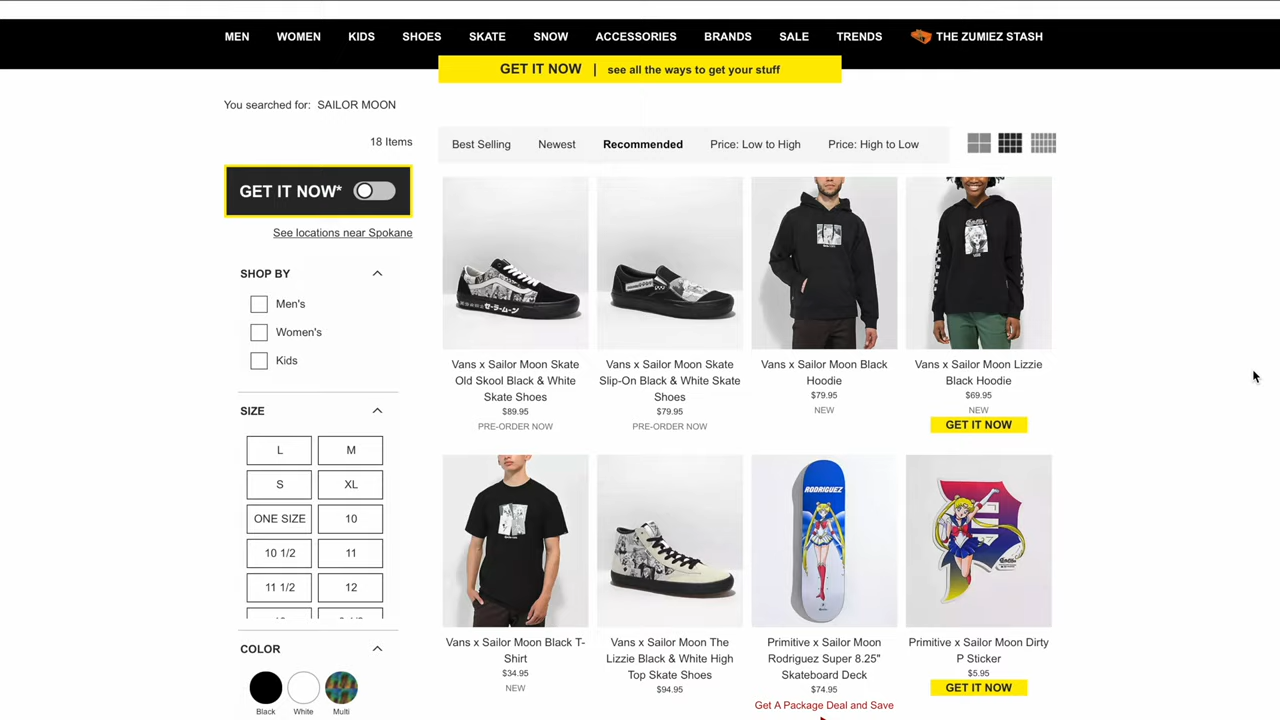 MEN WOMEN KIDS SHOES SKATE SNOW ACCESSORIES BRANDS SALE TRENDS THE ZUMIEZ STASH
GET IT NOW | see all the ways to get your stuff
You searched for: SAILOR MOON
18 Items
Best Selling Newest Recommended Price: Low to High Price: High to Low
GET IT NOW*
See locations near Spokane
SHOP BY
Men's
Women's
Kids
SIZE
L M
S XL
ONE SIZE 10
10 1/2 11
11 1/2 12
COLOR
Black White Multi
セーラームーン
Vans x Sailor Moon Skate
Old Skool Black & White
Skate Shoes
$89.95
PRE-ORDER NOW
Vans x Sailor Moon Skate
Slip-On Black & White Skate
Shoes
$79.95
PRE-ORDER NOW
Vans x Sailor Moon Black
Hoodie
$79.95
NEW
Vans x Sailor Moon Lizzie
Black Hoodie
$69.95
NEW
GET IT NOW
Vans x Sailor Moon Black T-
Shirt
$34.95
NEW
Vans x Sailor Moon The
Lizzie Black & White High
Top Skate Shoes
$94.95
RODRIGUEZ
Primitive x Sailor Moon
Rodriguez Super 8.25"
Skateboard Deck
$74.95
Get A Package Deal and Save
Primitive x Sailor Moon Dirty
P Sticker
$5.95
GET IT NOW